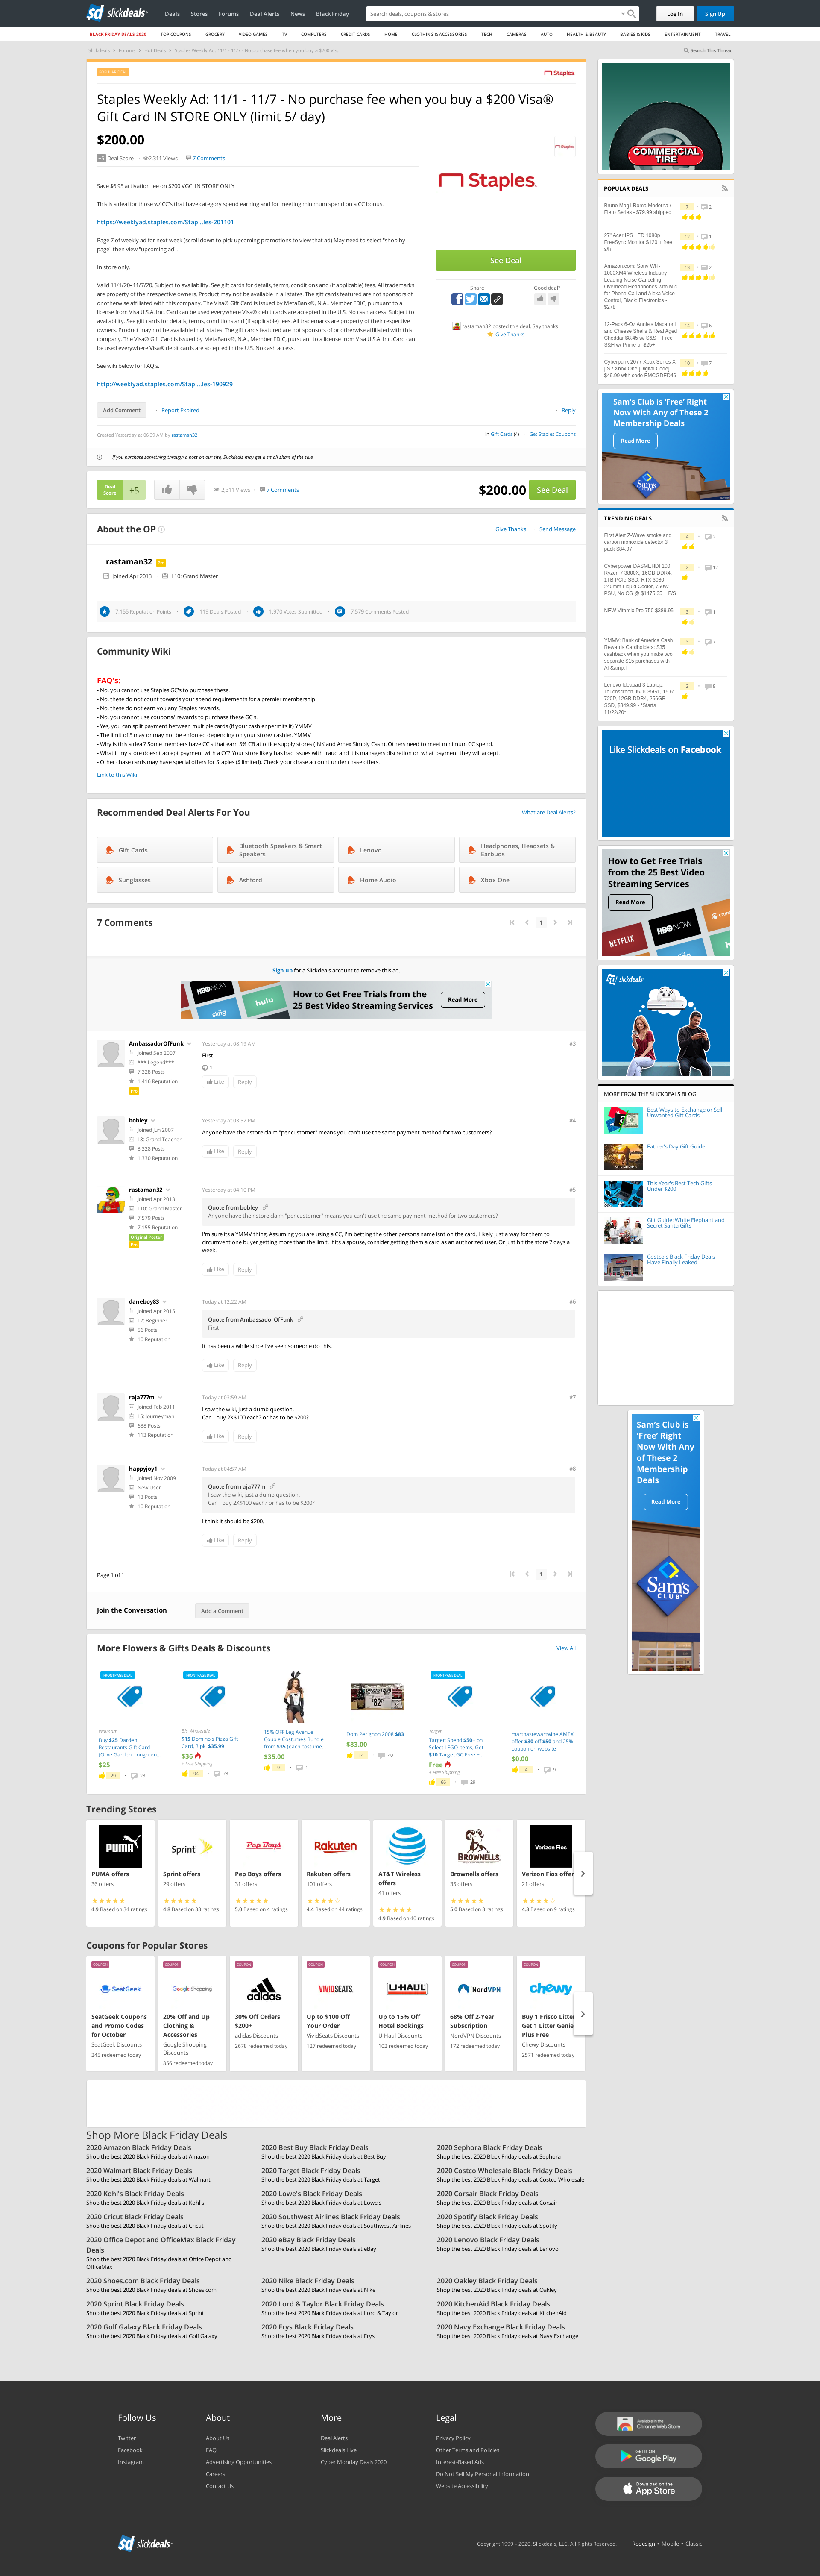 slickdeals
Deals Stores Forums Deal Alerts News Black Friday
Search deals, coupons & stores
Log In Sign Up
BLACK FRIDAY DEALS 2020 TOP COUPONS GROCERY VIDEO GAMES TV COMPUTERS CREDIT CARDS HOME CLOTHING & ACCESSORIES TECH CAMERAS AUTO HEALTH & BEAUTY BABIES & KIDS ENTERTAINMENT TRAVEL
Slickdeals > Forums > Hot Deals > Staples Weekly Ad: 11/1 - 11/7 - No purchase fee when you buy a $200 Vis...
Search This Thread
Staples
Staples Weekly Ad: 11/1 - 11/7 - No purchase fee when you buy a $200 Visa®
Gift Card IN STORE ONLY (limit 5/ day)
$200.00
+5 Deal Score 2,311 Views 7 Comments
Save $6.95 activation fee on $200 VGC. IN STORE ONLY
This is a deal for those w/ CC's that have category spend earning and for meeting minimum spend on a CC bonus.
https://weeklyad.staples.com/Stap...les-201101
Page 7 of weekly ad for next week (scroll down to pick upcoming promotions to view that ad) May need to select "shop by
page" then view "upcoming ad".
In store only.
Valid 11/1/20–11/7/20. Subject to availability. See gift cards for details, terms, conditions and (if applicable) fees. All trademarks
are property of their respective owners. Product may not be available in all states. The gift cards featured are not sponsors of
or otherwise affiliated with this company. The Visa® Gift Card is issued by MetaBank®, N.A., Member FDIC, pursuant to a
license from Visa U.S.A. Inc. Card can be used everywhere Visa® debit cards are accepted in the U.S. No cash access. Subject to
availability. See gift cards for details, terms, conditions and (if applicable) fees. All trademarks are property of their respective
owners. Product may not be available in all states. The gift cards featured are not sponsors of or otherwise affiliated with this
company. The Visa® Gift Card is issued by MetaBank®, N.A., Member FDIC, pursuant to a license from Visa U.S.A. Inc. Card can
be used everywhereVisa® debit cards are accepted in the U.S. No cash access.
See wiki below for FAQ's.
http://weeklyad.staples.com/Stapl...les-190929
Staples
See Deal
Share Good deal?
rastaman32 posted this deal. Say thanks!
Give Thanks
Add Comment Report Expired Reply
Created Yesterday at 06:39 AM by rastaman32
in Gift Cards (4) Get Staples Coupons
If you purchase something through a post on our site, Slickdeals may get a small share of the sale.
Deal Score +5 2,311 Views 7 Comments $200.00 See Deal
About the OP
Give Thanks Send Message
rastaman32 Pro
Joined Apr 2013 L10: Grand Master
7,155 Reputation Points 119 Deals Posted 1,970 Votes Submitted 7,579 Comments Posted
Community Wiki
FAQ's:
- No, you cannot use Staples GC's to purchase these.
- No, these do not count towards your spend requirements for a premier membership.
- No, these do not earn you any Staples rewards.
- No, you cannot use coupons/ rewards to purchase these GC's.
- Yes, you can split payment between multiple cards (if your cashier permits it) YMMV
- The limit of 5 may or may not be enforced depending on your store/ cashier. YMMV
- Why is this a deal? Some members have CC's that earn 5% CB at office supply stores (INK and Amex Simply Cash). Others need to meet minimum CC spend.
- What if my store doesnt accept payment with a CC? Your store likely has had issues with fraud and it is managers discretion on what payment they will accept.
- Other chase cards may have special offers for Staples ($ limited). Check your chase account under chase offers.
Link to this Wiki
Recommended Deal Alerts For You
What are Deal Alerts?
Gift Cards
Bluetooth Speakers & Smart Speakers
Lenovo
Headphones, Headsets & Earbuds
Sunglasses
Ashford
Home Audio
Xbox One
7 Comments
1
Sign up for a Slickdeals account to remove this ad.
HBO NOW sling hulu
How to Get Free Trials from the
25 Best Video Streaming Services
Read More
AmbassadorOfFunk
Joined Sep 2007
*** Legend***
7,328 Posts
1,416 Reputation
Pro
Yesterday at 08:19 AM #3
First!
1
Like Reply
bobley
Joined Jun 2007
L8: Grand Teacher
3,328 Posts
1,330 Reputation
Yesterday at 03:52 PM #4
Anyone have their store claim "per customer" means you can't use the same payment method for two customers?
Like Reply
rastaman32
Joined Apr 2013
L10: Grand Master
7,579 Posts
7,155 Reputation
Original Poster
Pro
Yesterday at 04:10 PM #5
Quote from bobley
Anyone have their store claim "per customer" means you can't use the same payment method for two customers?
I'm sure its a YMMV thing. Assuming you are using a CC, I'm betting the other persons name isnt on the card. Likely just a way for them to
circumvent one buyer getting more than the limit. If its a spouse, consider getting them a card as an authorized user. Or just hit the store 7 days a
week.
Like Reply
daneboy83
Joined Apr 2015
L2: Beginner
56 Posts
10 Reputation
Today at 12:22 AM #6
Quote from AmbassadorOfFunk
First!
It has been a while since I've seen someone do this.
Like Reply
raja777m
Joined Feb 2011
L5: Journeyman
638 Posts
113 Reputation
Today at 03:59 AM #7
I saw the wiki, just a dumb question.
Can I buy 2X$100 each? or has to be $200?
Like Reply
happyjoy1
Joined Nov 2009
New User
13 Posts
10 Reputation
Today at 04:57 AM #8
Quote from raja777m
I saw the wiki, just a dumb question.
Can I buy 2X$100 each? or has to be $200?
I think it should be $200.
Like Reply
Page 1 of 1
1
Join the Conversation Add a Comment
More Flowers & Gifts Deals & Discounts
View All
FRONTPAGE DEAL
Walmart
Buy $25 Darden
Restaurants Gift Card
(Olive Garden, Longhorn...
$25
29 28
FRONTPAGE DEAL
BJs Wholesale
$15 Domino's Pizza Gift
Card, 3 pk. $35.99
$36
+ Free Shipping
94 78
15% OFF Leg Avenue
Couple Costumes Bundle
from $35 (each costume...
$35.00
9 1
Dom Perignon 2008 $83
$83.00
14 40
FRONTPAGE DEAL
Target
Target: Spend $50+ on
Select LEGO Items, Get
$10 Target GC Free +...
Free
+ Free Shipping
66 29
marthastewartwine AMEX
offer $30 off $50 and 25%
coupon on website
$0.00
4 9
Trending Stores
PUMA offers
36 offers
4.9 Based on 34 ratings
Sprint offers
29 offers
4.8 Based on 33 ratings
Pep Boys offers
31 offers
5.0 Based on 4 ratings
Rakuten offers
101 offers
4.4 Based on 44 ratings
AT&T Wireless offers
41 offers
4.9 Based on 40 ratings
Brownells offers
35 offers
5.0 Based on 3 ratings
Verizon Fios offer
21 offers
4.3 Based on 9 ratings
Coupons for Popular Stores
SeatGeek Coupons and Promo Codes for October
SeatGeek Discounts
245 redeemed today
20% Off and Up Clothing & Accessories
Google Shopping Discounts
856 redeemed today
30% Off Orders $200+
adidas Discounts
2678 redeemed today
Up to $100 Off Your Order
VividSeats Discounts
127 redeemed today
Up to 15% Off Hotel Bookings
U-Haul Discounts
102 redeemed today
68% Off 2-Year Subscription
NordVPN Discounts
172 redeemed today
Buy 1 Frisco Litter Get 1 Litter Genie Plus Free
Chewy Discounts
2571 redeemed today
Shop More Black Friday Deals
2020 Amazon Black Friday Deals
Shop the best 2020 Black Friday deals at Amazon
2020 Best Buy Black Friday Deals
Shop the best 2020 Black Friday deals at Best Buy
2020 Sephora Black Friday Deals
Shop the best 2020 Black Friday deals at Sephora
2020 Walmart Black Friday Deals
Shop the best 2020 Black Friday deals at Walmart
2020 Target Black Friday Deals
Shop the best 2020 Black Friday deals at Target
2020 Costco Wholesale Black Friday Deals
Shop the best 2020 Black Friday deals at Costco Wholesale
2020 Kohl's Black Friday Deals
Shop the best 2020 Black Friday deals at Kohl's
2020 Lowe's Black Friday Deals
Shop the best 2020 Black Friday deals at Lowe's
2020 Corsair Black Friday Deals
Shop the best 2020 Black Friday deals at Corsair
2020 Cricut Black Friday Deals
Shop the best 2020 Black Friday deals at Cricut
2020 Southwest Airlines Black Friday Deals
Shop the best 2020 Black Friday deals at Southwest Airlines
2020 Spotify Black Friday Deals
Shop the best 2020 Black Friday deals at Spotify
2020 Office Depot and OfficeMax Black Friday Deals
Shop the best 2020 Black Friday deals at Office Depot and OfficeMax
2020 eBay Black Friday Deals
Shop the best 2020 Black Friday deals at eBay
2020 Lenovo Black Friday Deals
Shop the best 2020 Black Friday deals at Lenovo
2020 Shoes.com Black Friday Deals
Shop the best 2020 Black Friday deals at Shoes.com
2020 Nike Black Friday Deals
Shop the best 2020 Black Friday deals at Nike
2020 Oakley Black Friday Deals
Shop the best 2020 Black Friday deals at Oakley
2020 Sprint Black Friday Deals
Shop the best 2020 Black Friday deals at Sprint
2020 Lord & Taylor Black Friday Deals
Shop the best 2020 Black Friday deals at Lord & Taylor
2020 KitchenAid Black Friday Deals
Shop the best 2020 Black Friday deals at KitchenAid
2020 Golf Galaxy Black Friday Deals
Shop the best 2020 Black Friday deals at Golf Galaxy
2020 Frys Black Friday Deals
Shop the best 2020 Black Friday deals at Frys
2020 Navy Exchange Black Friday Deals
Shop the best 2020 Black Friday deals at Navy Exchange
COMMERCIAL TIRE
POPULAR DEALS
Bruno Magli Roma Moderna / Fiero Series - $79.99 shipped
7 2
27" Acer IPS LED 1080p FreeSync Monitor $120 + free s/h
12 1
Amazon.com: Sony WH-1000XM4 Wireless Industry Leading Noise Canceling Overhead Headphones with Mic for Phone-Call and Alexa Voice Control, Black: Electronics - $278
13 2
12-Pack 6-Oz Annie's Macaroni and Cheese Shells & Real Aged Cheddar $8.45 w/ S&S + Free S&H w/ Prime or $25+
14 6
Cyberpunk 2077 Xbox Series X | S / Xbox One [Digital Code] $49.99 with code EMCGDED46
10 7
Sam's Club is 'Free' Right
Now With Any of These 2
Membership Deals
Read More
TRENDING DEALS
First Alert Z-Wave smoke and carbon monoxide detector 3 pack $84.97
4 2
Cyberpower DASMEHDI 100: Ryzen 7 3800X, 16GB DDR4, 1TB PCIe SSD, RTX 3080, 240mm Liquid Cooler, 750W PSU, No OS @ $1475.35 + F/S
2 12
NEW Vitamix Pro 750 $389.95
3 1
YMMV: Bank of America Cash Rewards Cardholders: $35 cashback when you make two separate $15 purchases with AT&amp;T
3 7
Lenovo Ideapad 3 Laptop: Touchscreen, i5-1035G1, 15.6" 720P, 12GB DDR4, 256GB SSD. $349.99 - *Starts 11/22/20*
2 8
Like Slickdeals on Facebook
How to Get Free Trials
from the 25 Best Video
Streaming Services
Read More
NETFLIX HBO NOW sling
slickdeals
MORE FROM THE SLICKDEALS BLOG
Best Ways to Exchange or Sell Unwanted Gift Cards
Father's Day Gift Guide
This Year's Best Tech Gifts Under $200
Gift Guide: White Elephant and Secret Santa Gifts
Costco's Black Friday Deals Have Finally Leaked
Sam's Club is
'Free' Right
Now With Any
of These 2
Membership
Deals
Read More
Sam's CLUB
Follow Us
Twitter
Facebook
Instagram
About
About Us
FAQ
Advertising Opportunities
Careers
Contact Us
More
Deal Alerts
Slickdeals Live
Cyber Monday Deals 2020
Legal
Privacy Policy
Other Terms and Policies
Interest-Based Ads
Do Not Sell My Personal Information
Website Accessibility
Available in the Chrome Web Store
GET IT ON Google Play
Download on the App Store
slickdeals
Copyright 1999 – 2020. Slickdeals, LLC. All Rights Reserved. Redesign • Mobile • Classic